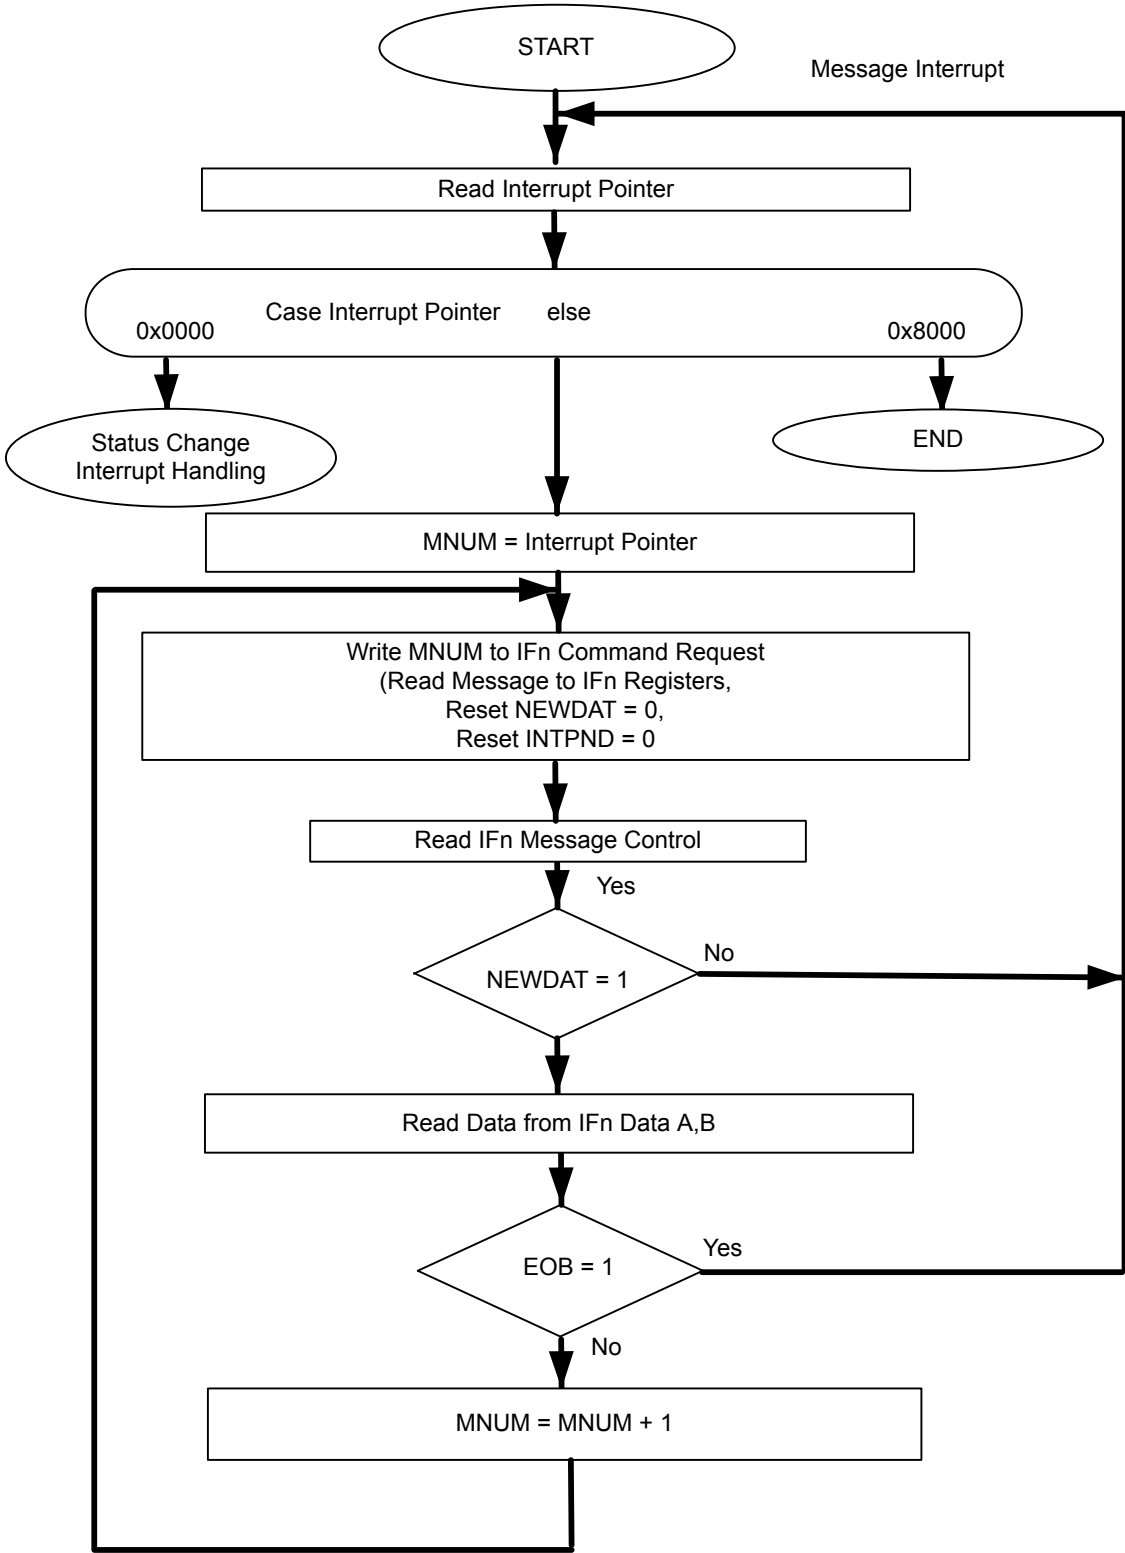 START
Message Interrupt
Read Interrupt Pointer
Case Interrupt Pointer else
0x0000
0x8000
Status Change
Interrupt Handling
END
MNUM = Interrupt Pointer
Write MNUM to IFn Command Request
(Read Message to IFn Registers,
Reset NEWDAT = 0,
Reset INTPND = 0
Read IFn Message Control
Yes
No
NEWDAT = 1
Read Data from IFn Data A,B
Yes
EOB = 1
No
MNUM = MNUM + 1